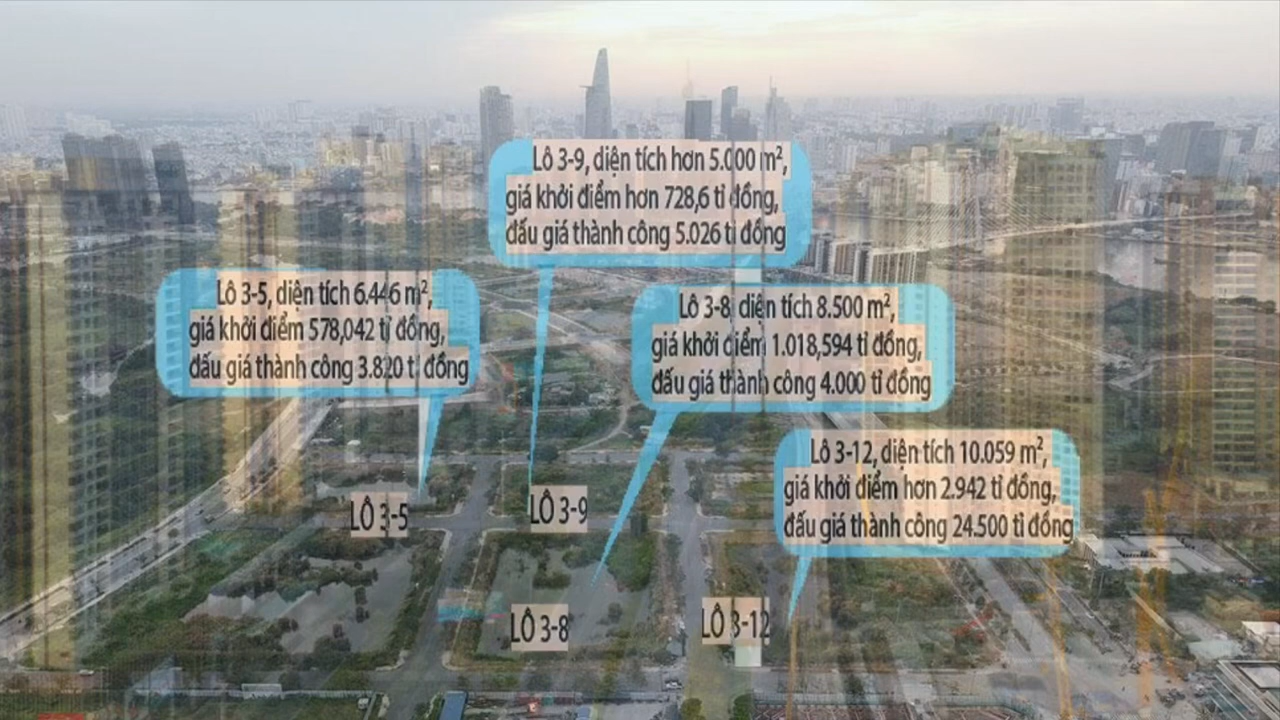 Lô 3-9, diện tích hơn 5.000 m²,
giá khởi điểm hơn 728,6 tỉ đồng,
đấu giá thành công 5.026 tỉ đồng
Lô 3-5, diện tích 6.446 m²,
giá khởi điểm 578,042 tỉ đồng,
đấu giá thành công 3.820 tỉ đồng
Lô 3-8, diện tích 8.500 m²,
giá khởi điểm 1.018,594 tỉ đồng,
đấu giá thành công 4.000 tỉ đồng
Lô 3-12, diện tích 10.059 m²,
giá khởi điểm hơn 2.942 tỉ đồng,
đấu giá thành công 24.500 tỉ đồng
LÔ 3-5
LÔ 3-9
LÔ 3-8
LÔ 3-12